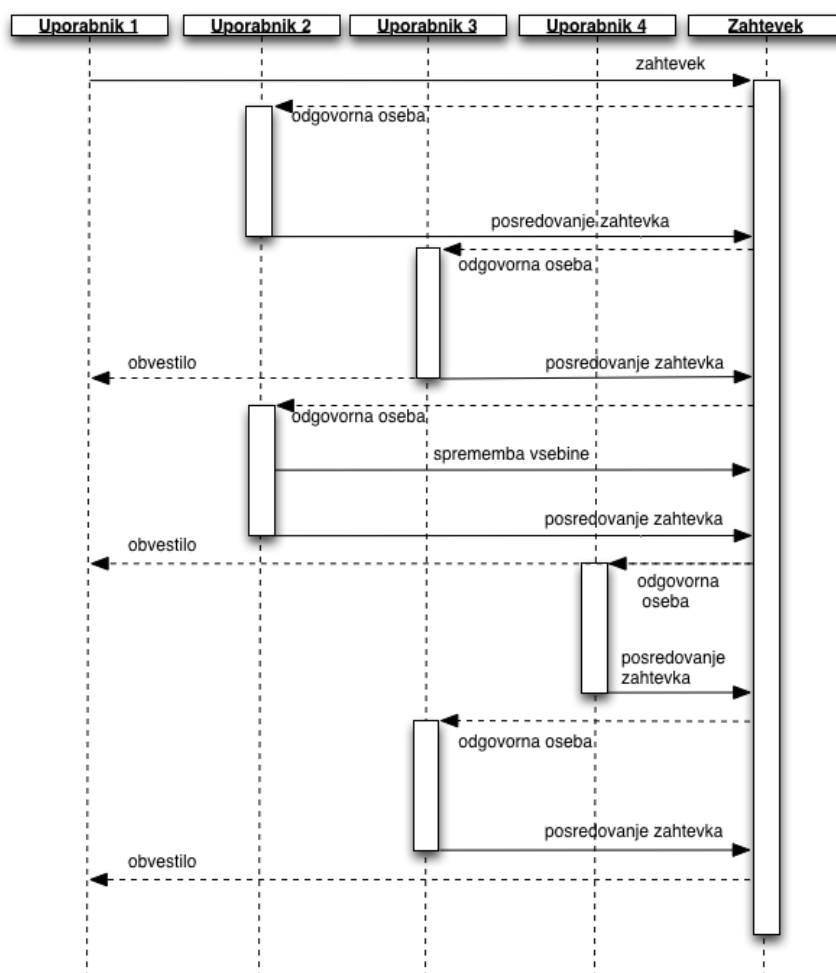 Uporabnik 1
Uporabnik 2
Uporabnik 3
Uporabnik 4
Zahtevek
zahtevek
odgovorna oseba
posredovanje zahtevka
odgovorna oseba
obvestilo
posredovanje zahtevka
odgovorna oseba
sprememba vsebine
posredovanje zahtevka
obvestilo
odgovorna
oseba
posredovanje
zahtevka
odgovorna oseba
posredovanje zahtevka
obvestilo